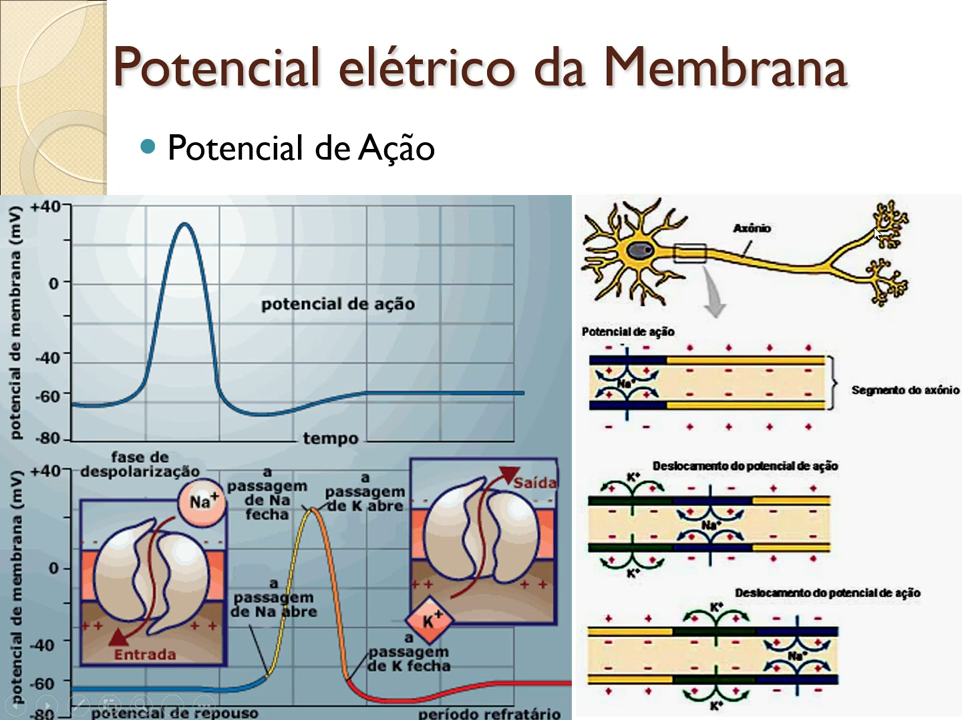 Potencial elétrico da Membrana
Potencial de Ação
potencial de membrana (mV)
+40
0
-40
-60
-80
potencial de ação
tempo
potencial de membrana (mV)
+40
0
-40
-60
-80
fase de
despolarização
Na+
++
++
Entrada
a
passagem
de Na
fecha
a
passagem
de K abre
a
passagem
de Na abre
Saída
++
++
K+
a
passagem
de K fecha
potencial de repouso
período refratário
Axónio
Potencial de ação
- - + + + +
+ + - - - -
Na+
+ + - - - -
- - + + + +
Segmento do axónio
Deslocamento do potencial de ação
K+
Na+
K+
Deslocamento do potencial de ação
K+
Na+
K+